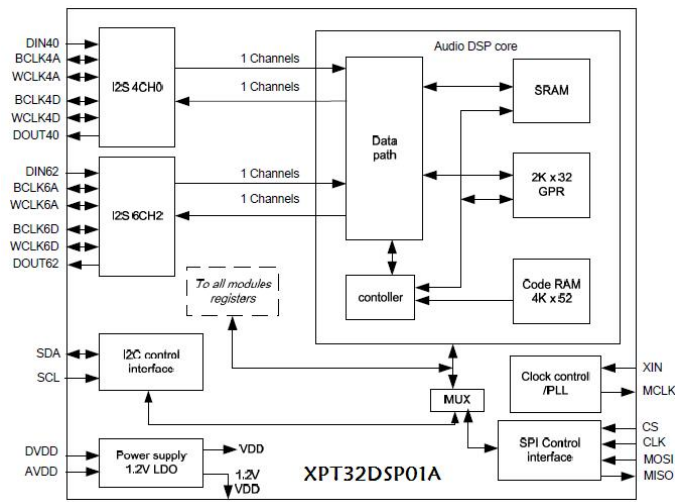 DIN40
BCLK4A
WCLK4A
BCLK4D
WCLK4D
DOUT40
I2S 4CH0
1 Channels
1 Channels
DIN62
BCLK6A
WCLK6A
BCLK6D
WCLK6D
DOUT62
I2S 6CH2
1 Channels
1 Channels
Audio DSP core
Data
path
SRAM
2K x 32
GPR
Code RAM
4K x 52
contoller
To all modules
registers
SDA
SCL
I2C control
interface
MUX
Clock control
/PLL
XIN
MCLK
SPI Control
interface
CS
CLK
MOSI
MISO
DVDD
AVDD
Power supply
1.2V LDO
VDD
1.2V
VDD
XPT32DSP01A